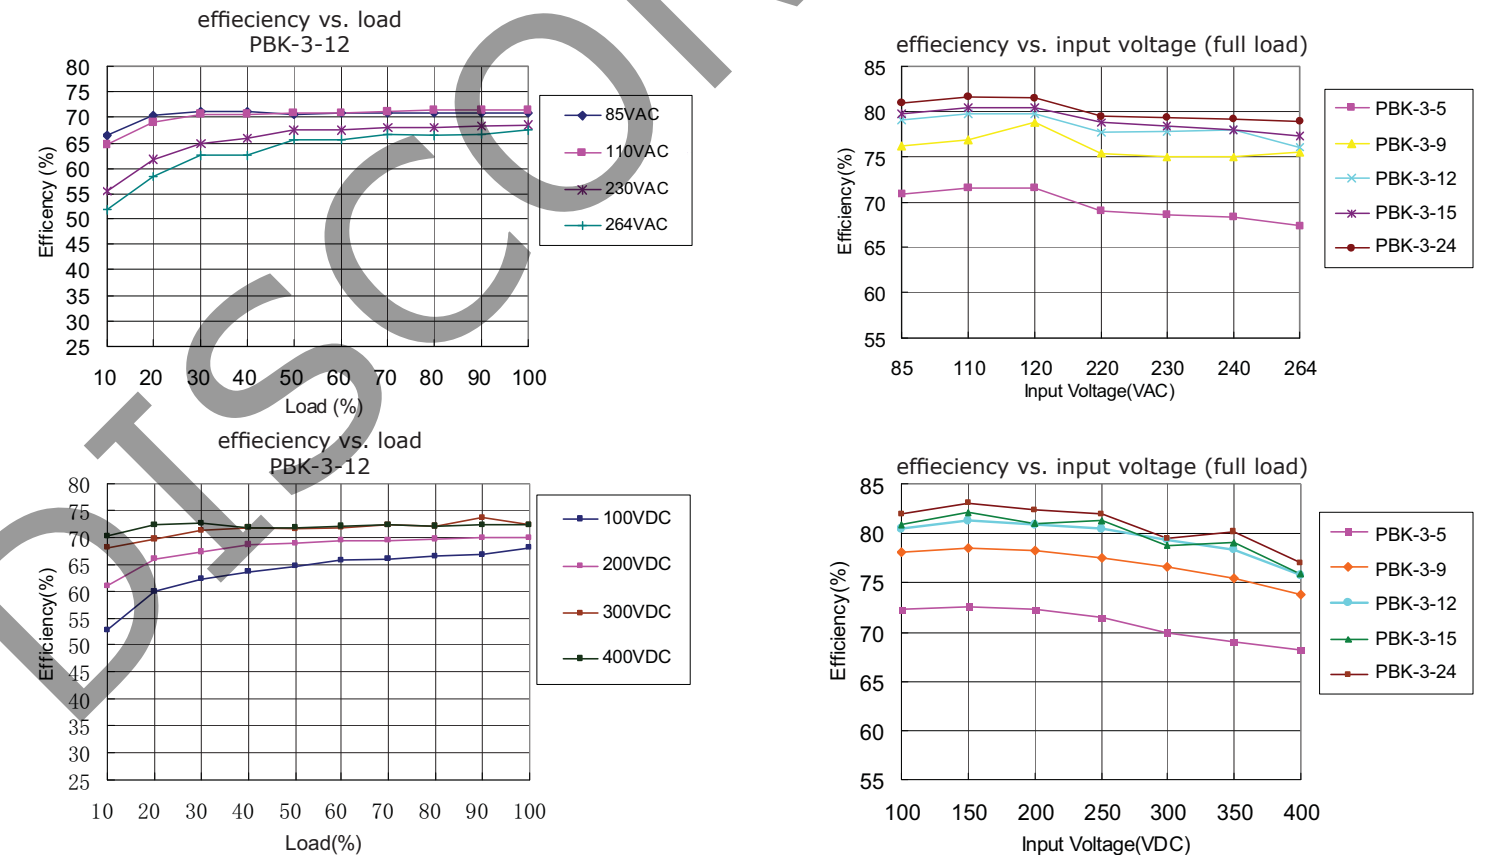 effieciency vs. load
PBK-3-12
80
75
70
65
60
55
50
45
40
35
30
25
Efficency (%)
10 20 30 40 50 60 70 80 90 100
Load (%)
85VAC
110VAC
230VAC
264VAC
effieciency vs. input voltage (full load)
85
80
75
70
65
60
55
Efficiency(%)
85 110 120 220 230 240 264
Input Voltage(VAC)
PBK-3-5
PBK-3-9
PBK-3-12
PBK-3-15
PBK-3-24
effieciency vs. load
PBK-3-12
80
75
70
65
60
55
50
45
40
35
30
25
Efficiency(%)
10 20 30 40 50 60 70 80 90 100
Load(%)
100VDC
200VDC
300VDC
400VDC
effieciency vs. input voltage (full load)
85
80
75
70
65
60
55
Efficiency(%)
100 150 200 250 300 350 400
Input Voltage(VDC)
PBK-3-5
PBK-3-9
PBK-3-12
PBK-3-15
PBK-3-24
DISCO